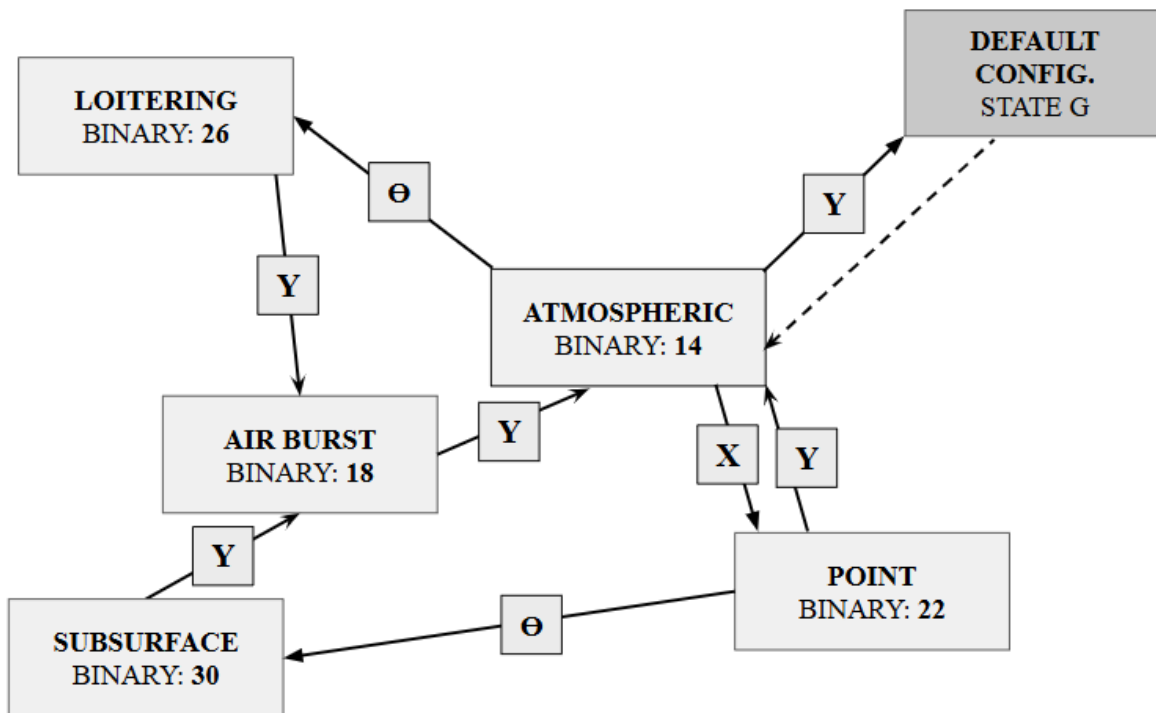 DEFAULT
CONFIG.
STATE G
LOITERING
BINARY: 26
Ө
Y
Y
ATMOSPHERIC
BINARY: 14
AIR BURST
BINARY: 18
Y
X
Y
Y
POINT
BINARY: 22
Ө
SUBSURFACE
BINARY: 30